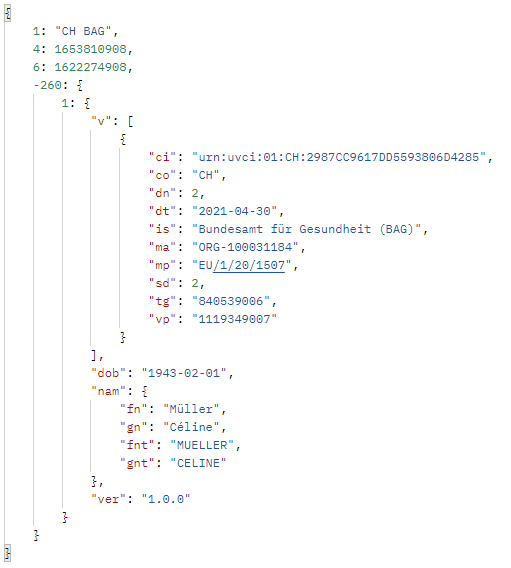 {
    1: "CH BAG",
    4: 1653810908,
    6: 1622274908,
    -260: {
        1: {
            "v": [
                {
                    "ci": "urn:uvci:01:CH:2987CC9617DD5593806D4285",
                    "co": "CH",
                    "dn": 2,
                    "dt": "2021-04-30",
                    "is": "Bundesamt für Gesundheit (BAG)",
                    "ma": "ORG-100031184",
                    "mp": "EU/1/20/1507",
                    "sd": 2,
                    "tg": "840539006",
                    "vp": "1119349007"
                }
            ],
            "dob": "1943-02-01",
            "nam": {
                "fn": "Müller",
                "gn": "Céline",
                "fnt": "MUELLER",
                "gnt": "CELINE"
            },
            "ver": "1.0.0"
        }
    }
}